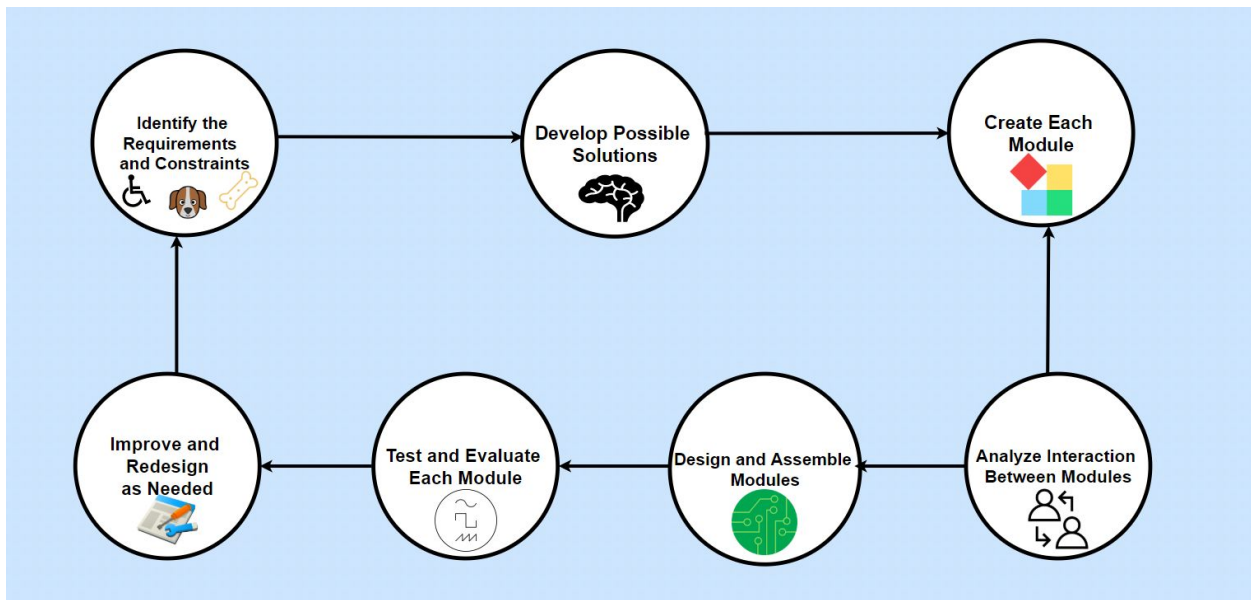 Identify the
Requirements
and Constraints
Develop Possible
Solutions
Create Each
Module
Improve and
Redesign
as Needed
Test and Evaluate
Each Module
Design and Assemble
Modules
Analyze Interaction
Between Modules